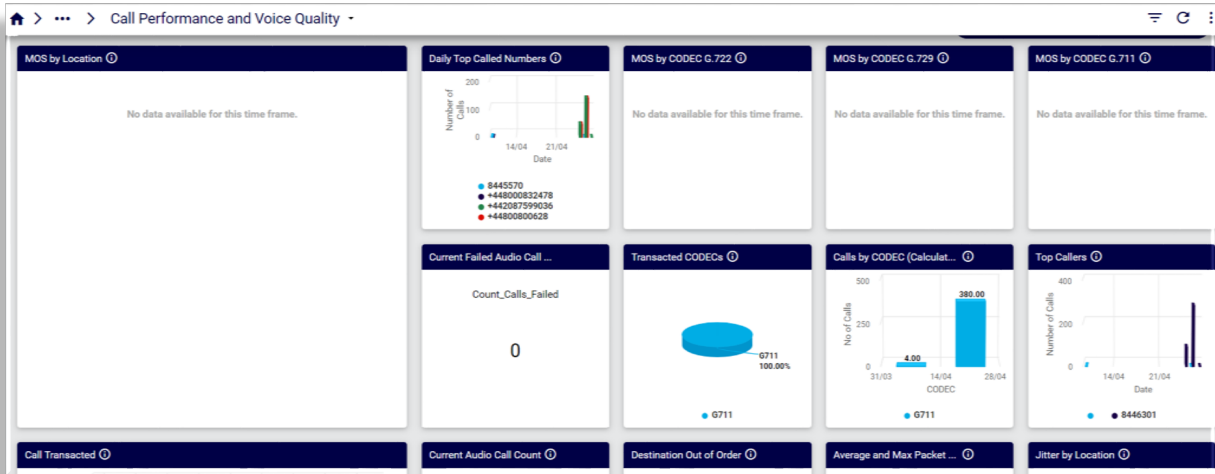 Call Performance and Voice Quality
MOS by Location
No data available for this time frame.
Daily Top Called Numbers
Number of
Calls
200
100
0
14/04 21/04
Date
8445570
+448000832478
+442087599036
+44800800628
MOS by CODEC G.722
No data available for this time frame.
MOS by CODEC G.729
No data available for this time frame.
MOS by CODEC G.711
No data available for this time frame.
Current Failed Audio Call ...
Count_Calls_Failed
0
Transacted CODECs
G711
100.00%
G711
Calls by CODEC (Calculat...
No of Calls
500
250
0
4.00
380.00
31/03 14/04 28/04
CODEC
G711
Top Callers
Number of Calls
400
200
0
14/04 21/04
Date
8446301
Call Transacted
Current Audio Call Count
Destination Out of Order
Average and Max Packet ...
Jitter by Location